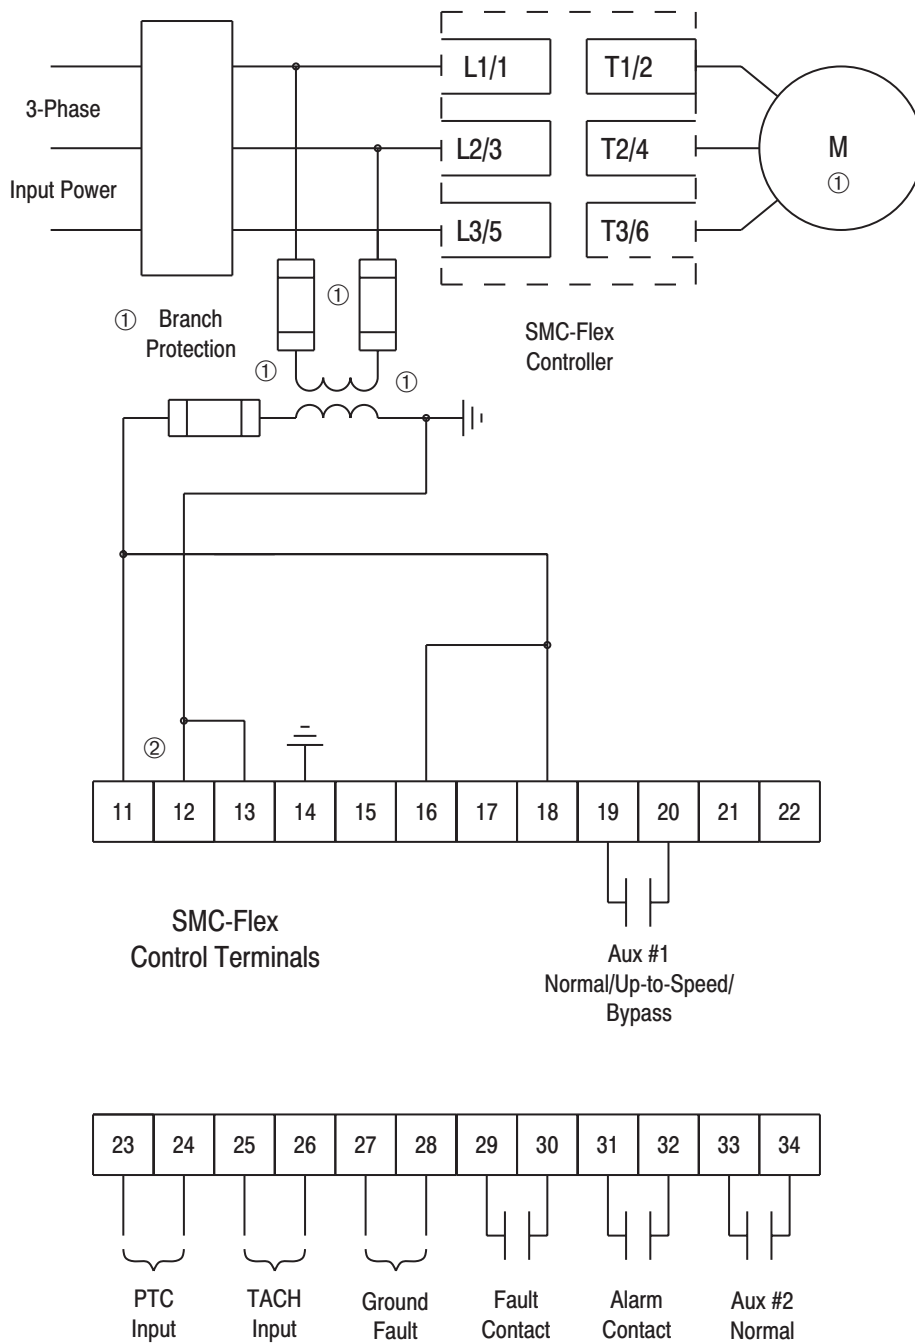 L1/1
T1/2
3-Phase
L2/3
T2/4
M
①
Input Power
L3/5
T3/6
①
① Branch
Protection
SMC-Flex
Controller
①
①
②
11 12 13 14 15 16 17 18 19 20 21 22
SMC-Flex
Control Terminals
Aux #1
Normal/Up-to-Speed/
Bypass
23 24 25 26 27 28 29 30 31 32 33 34
PTC
Input
TACH
Input
Ground
Fault
Fault
Contact
Alarm
Contact
Aux #2
Normal